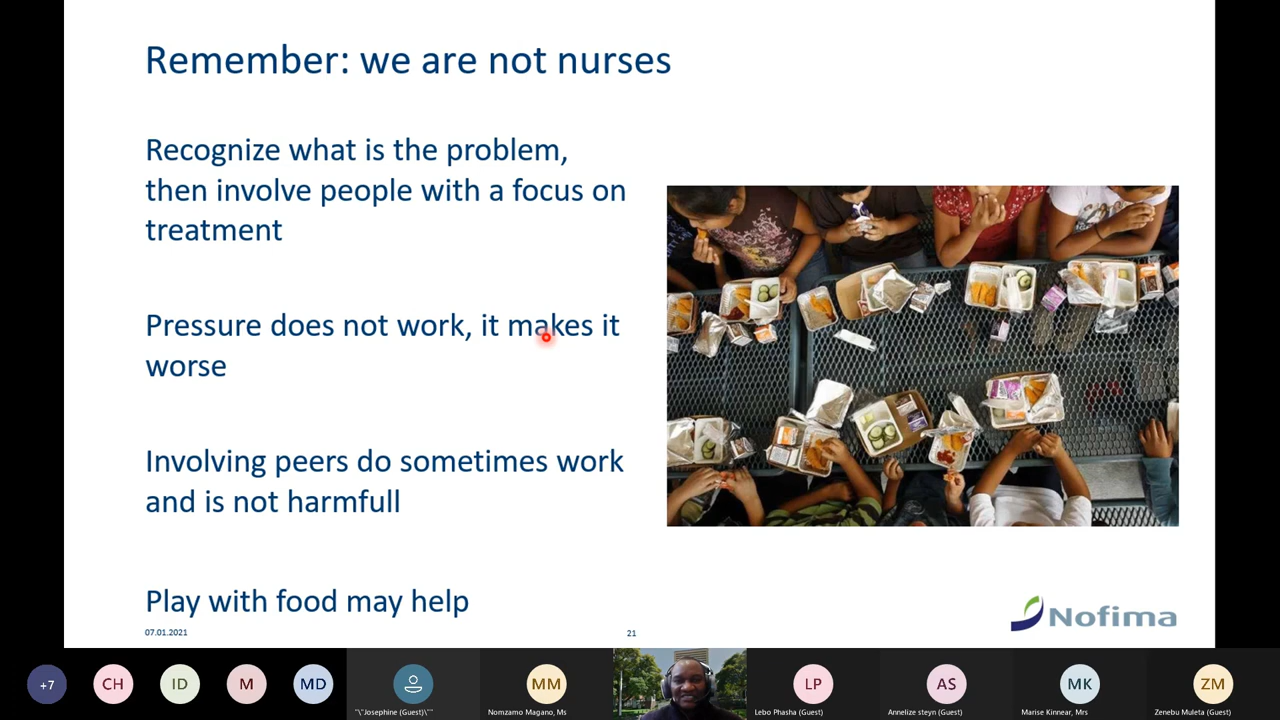 Remember: we are not nurses
Recognize what is the problem,
then involve people with a focus on
treatment
Pressure does not work, it makes it
worse
Involving peers do sometimes work
and is not harmfull
Play with food may help
07.01.2021
21
Nofima
+7
CH
ID
M
MD
"\"Josephine (Guest)\""
MM
Nomzamo Magano, Ms
LP
Lebo Phasha (Guest)
AS
Annelize steyn (Guest)
MK
Marise Kinnear, Mrs
ZM
Zenebu Muleta (Guest)